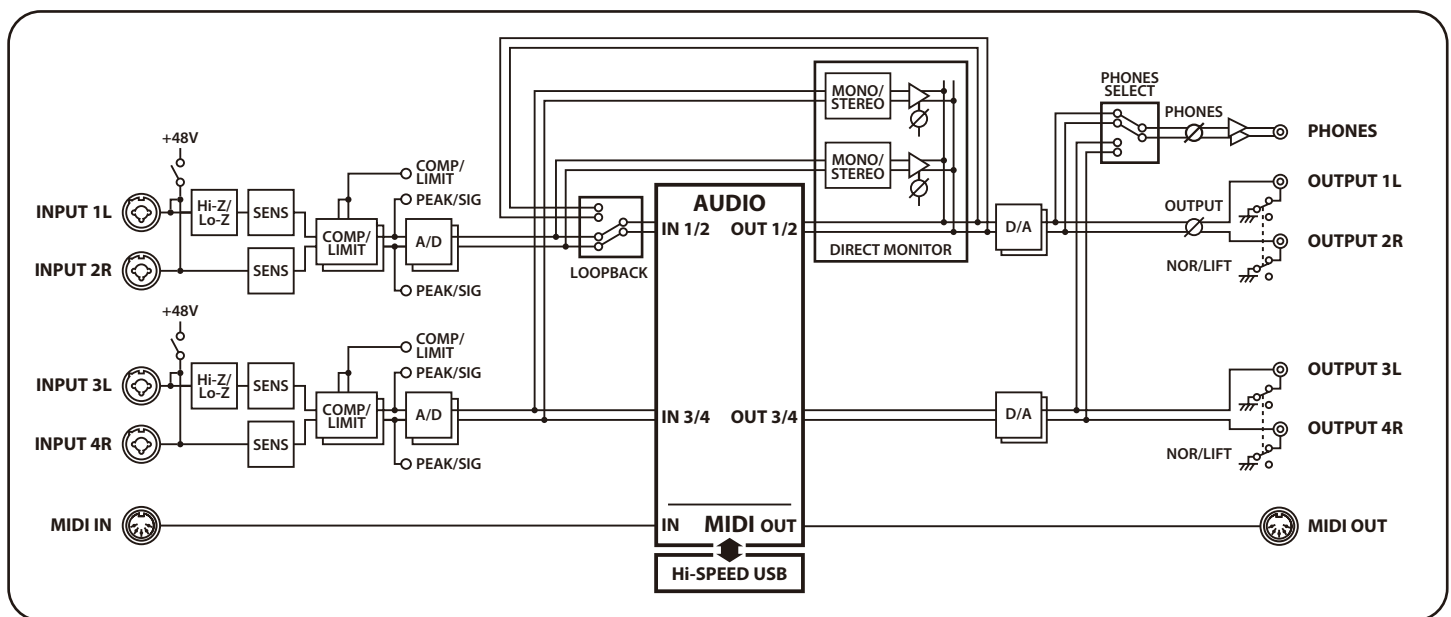 +48V
INPUT 1L
Hi-Z/
Lo-Z
SENS
INPUT 2R
SENS
COMP/
LIMIT
COMP/
LIMIT
PEAK/SIG
A/D
PEAK/SIG
LOOPBACK
MONO/
STEREO
MONO/
STEREO
DIRECT MONITOR
AUDIO
IN 1/2
OUT 1/2
D/A
PHONES
SELECT
PHONES
PHONES
OUTPUT 1L
OUTPUT
OUTPUT 2R
NOR/LIFT
+48V
INPUT 3L
Hi-Z/
Lo-Z
SENS
INPUT 4R
SENS
COMP/
LIMIT
COMP/
LIMIT
PEAK/SIG
A/D
PEAK/SIG
IN 3/4
OUT 3/4
D/A
OUTPUT 3L
OUTPUT 4R
NOR/LIFT
MIDI IN
IN
MIDI
OUT
MIDI OUT
Hi-SPEED USB